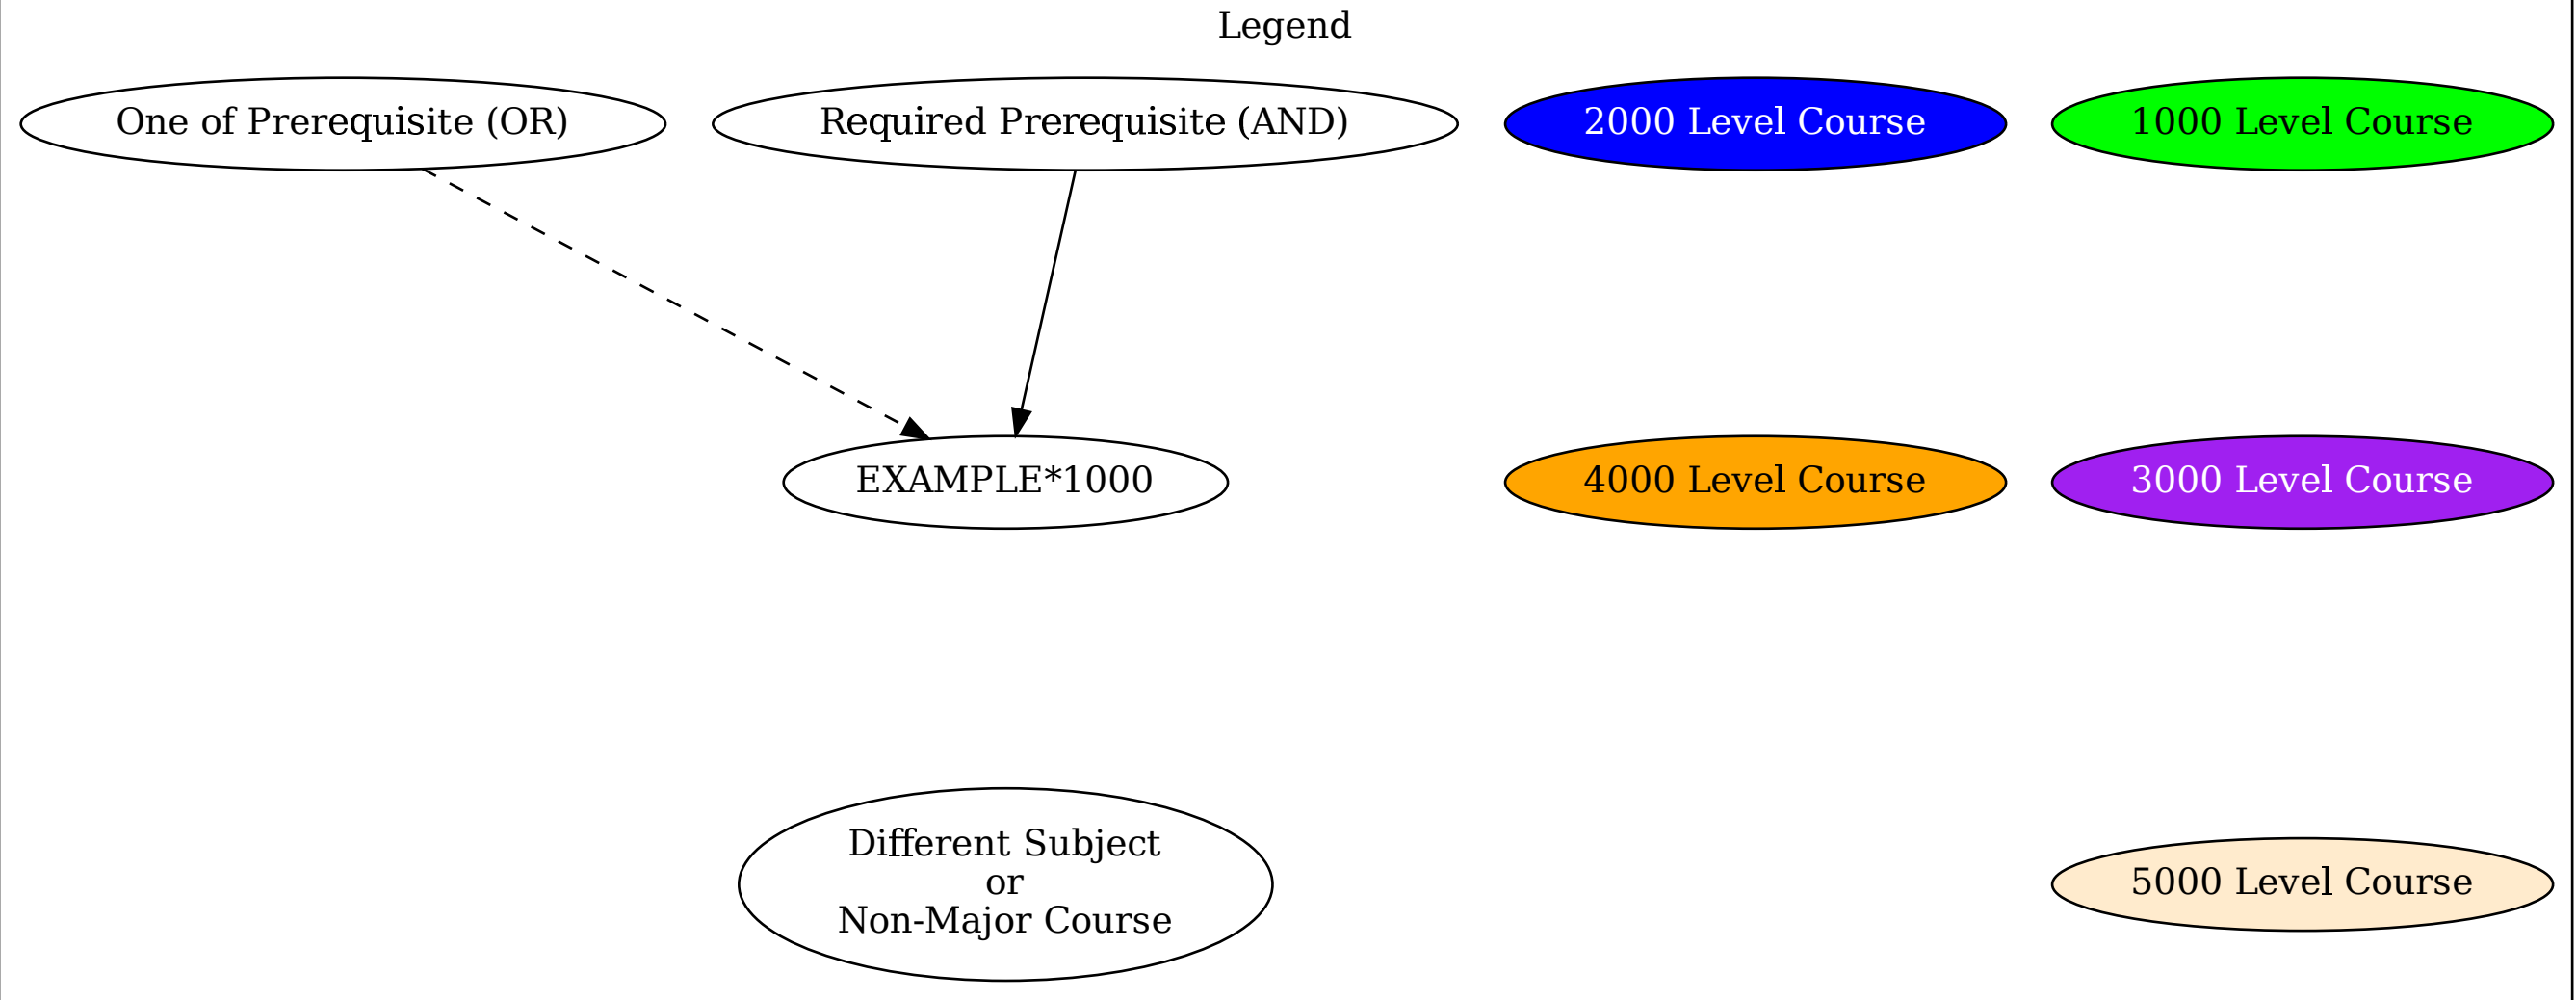 Legend
One of Prerequisite (OR)
Required Prerequisite (AND)
2000 Level Course
1000 Level Course
EXAMPLE*1000
4000 Level Course
3000 Level Course
Different Subject
or
Non-Major Course
5000 Level Course